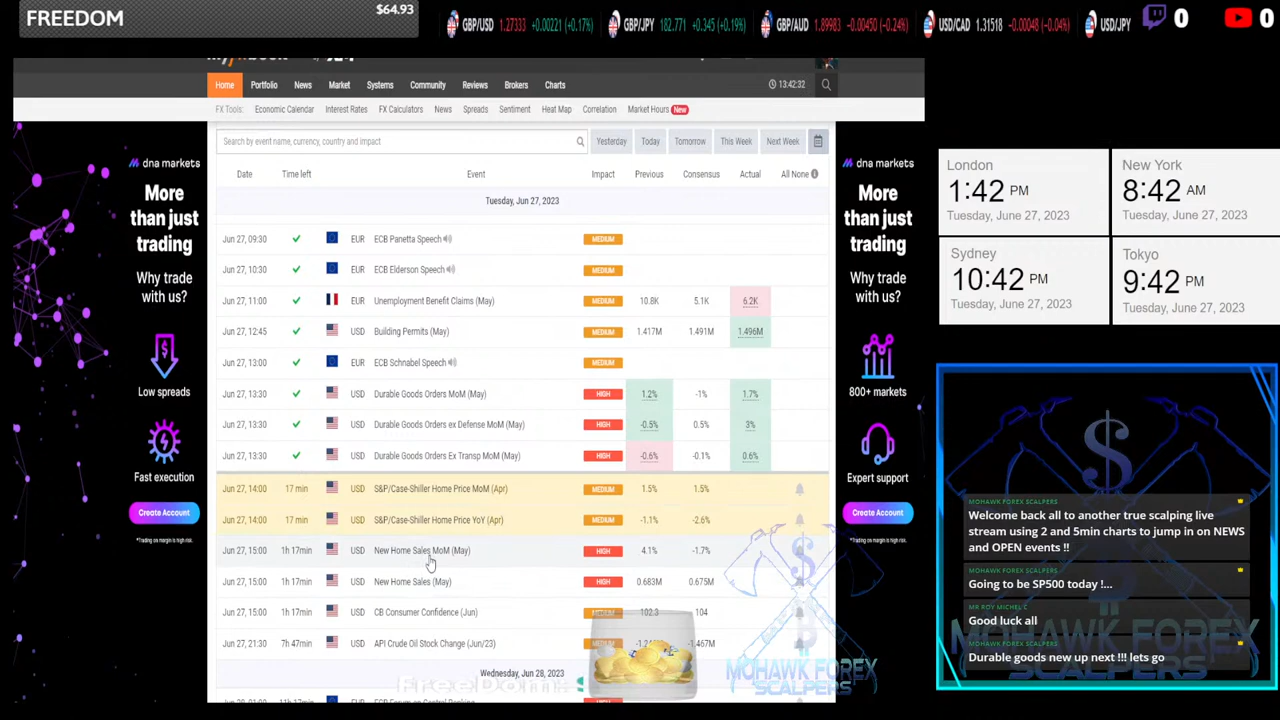 FREEDOM
$64.93
GBP/USD 1.27333 +0.00221 (+0.17%) GBP/JPY 182.771 +0.345 (+0.19%) GBP/AUD 1.89983 -0.00450 (-0.24%) USD/CAD 1.31518 -0.00048 (-0.04%) USD/JPY
0
0
Home Portfolio News Market Systems Community Reviews Brokers Charts 13:42:32
FX Tools: Economic Calendar Interest Rates FX Calculators News Spreads Sentiment Heat Map Correlation Market Hours New
Search by event name, currency, country and impact
Yesterday Today Tomorrow This Week Next Week
Date Time left Event Impact Previous Consensus Actual All None
Tuesday, Jun 27, 2023
Jun 27, 09:30 EUR ECB Panetta Speech MEDIUM
Jun 27, 10:30 EUR ECB Elderson Speech MEDIUM
Jun 27, 11:00 EUR Unemployment Benefit Claims (May) MEDIUM 10.8K 5.1K 6.2K
Jun 27, 12:45 USD Building Permits (May) MEDIUM 1.417M 1.491M 1.496M
Jun 27, 13:00 EUR ECB Schnabel Speech MEDIUM
Jun 27, 13:30 USD Durable Goods Orders MoM (May) HIGH 1.2% -1% 1.7%
Jun 27, 13:30 USD Durable Goods Orders ex Defense MoM (May) HIGH -0.5% 0.5% 3%
Jun 27, 13:30 USD Durable Goods Orders Ex Transp MoM (May) HIGH -0.6% -0.1% 0.6%
Jun 27, 14:00 17 min USD S&P/Case-Shiller Home Price MoM (Apr) MEDIUM 1.5% 1.5%
Jun 27, 14:00 17 min USD S&P/Case-Shiller Home Price YoY (Apr) MEDIUM -1.1% -2.6%
Jun 27, 15:00 1h 17min USD New Home Sales MoM (May) HIGH 4.1% -1.7%
Jun 27, 15:00 1h 17min USD New Home Sales (May) HIGH 0.683M 0.675M
Jun 27, 15:00 1h 17min USD CB Consumer Confidence (Jun) MEDIUM 102.3 104
Jun 27, 21:30 7h 47min USD API Crude Oil Stock Change (Jun/23) MEDIUM
Wednesday, Jun 28, 2023
FreeDom: $
MOHAWK FOREX
SCALPERS
dna markets
More
than just
trading
Why trade
with us?
Low spreads
Fast execution
Create Account
*Trading on margin is high risk.
dna markets
More
than just
trading
Why trade
with us?
800+ markets
Expert support
Create Account
*Trading on margin is high risk.
London
1:42 PM
Tuesday, June 27, 2023
New York
8:42 AM
Tuesday, June 27, 2023
Sydney
10:42 PM
Tuesday, June 27, 2023
Tokyo
9:42 PM
Tuesday, June 27, 2023
MOHAWK FOREX SCALPERS
Welcome back all to another true scalping live
stream using 2 and 5min charts to jump in on NEWS
and OPEN events !!
MOHAWK FOREX SCALPERS
Going to be SP500 today !...
MR ROY MICHEL C
Good luck all
MOHAWK FOREX SCALPERS
Durable goods new up next !!! lets go
MOHAWK FOREX
SCALPERS